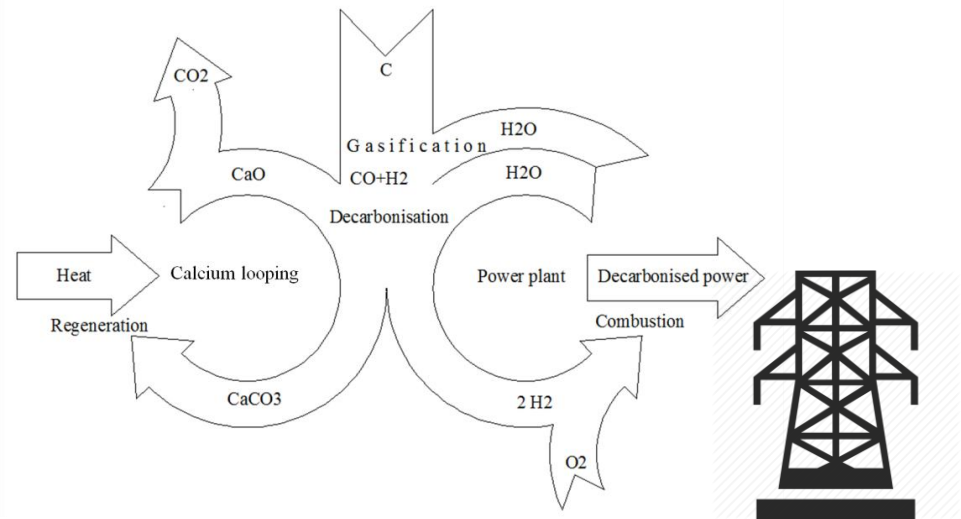 CO2
C
H2O
Gasification
CaO
CO+H2
H2O
Decarbonisation
Heat
Calcium looping
Power plant
Decarbonised power
Regeneration
Combustion
CaCO3
2 H2
O2